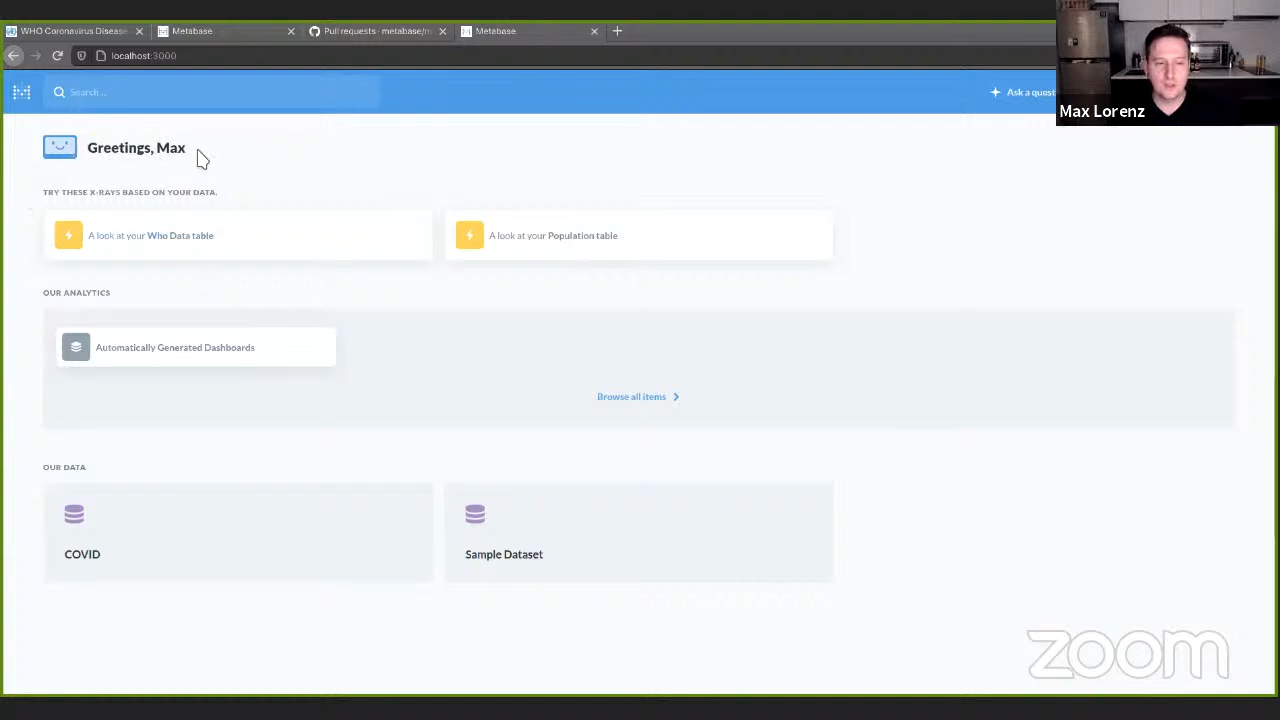 WHO Coronavirus Disease
Metabase
Pull requests · metabase/m
Metabase
localhost:3000
Search...
Ask a quest
Max Lorenz
Greetings, Max
TRY THESE X-RAYS BASED ON YOUR DATA.
A look at your Who Data table
A look at your Population table
OUR ANALYTICS
Automatically Generated Dashboards
Browse all items
OUR DATA
COVID
Sample Dataset
zoom